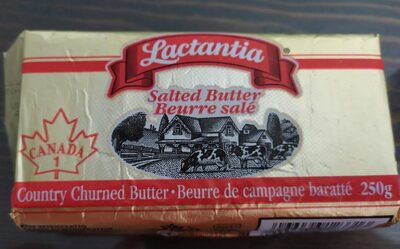 Lactantia®
Salted Butter
Beurre salé
CANADA
1
Country Churned Butter • Beurre de campagne baratté 250g